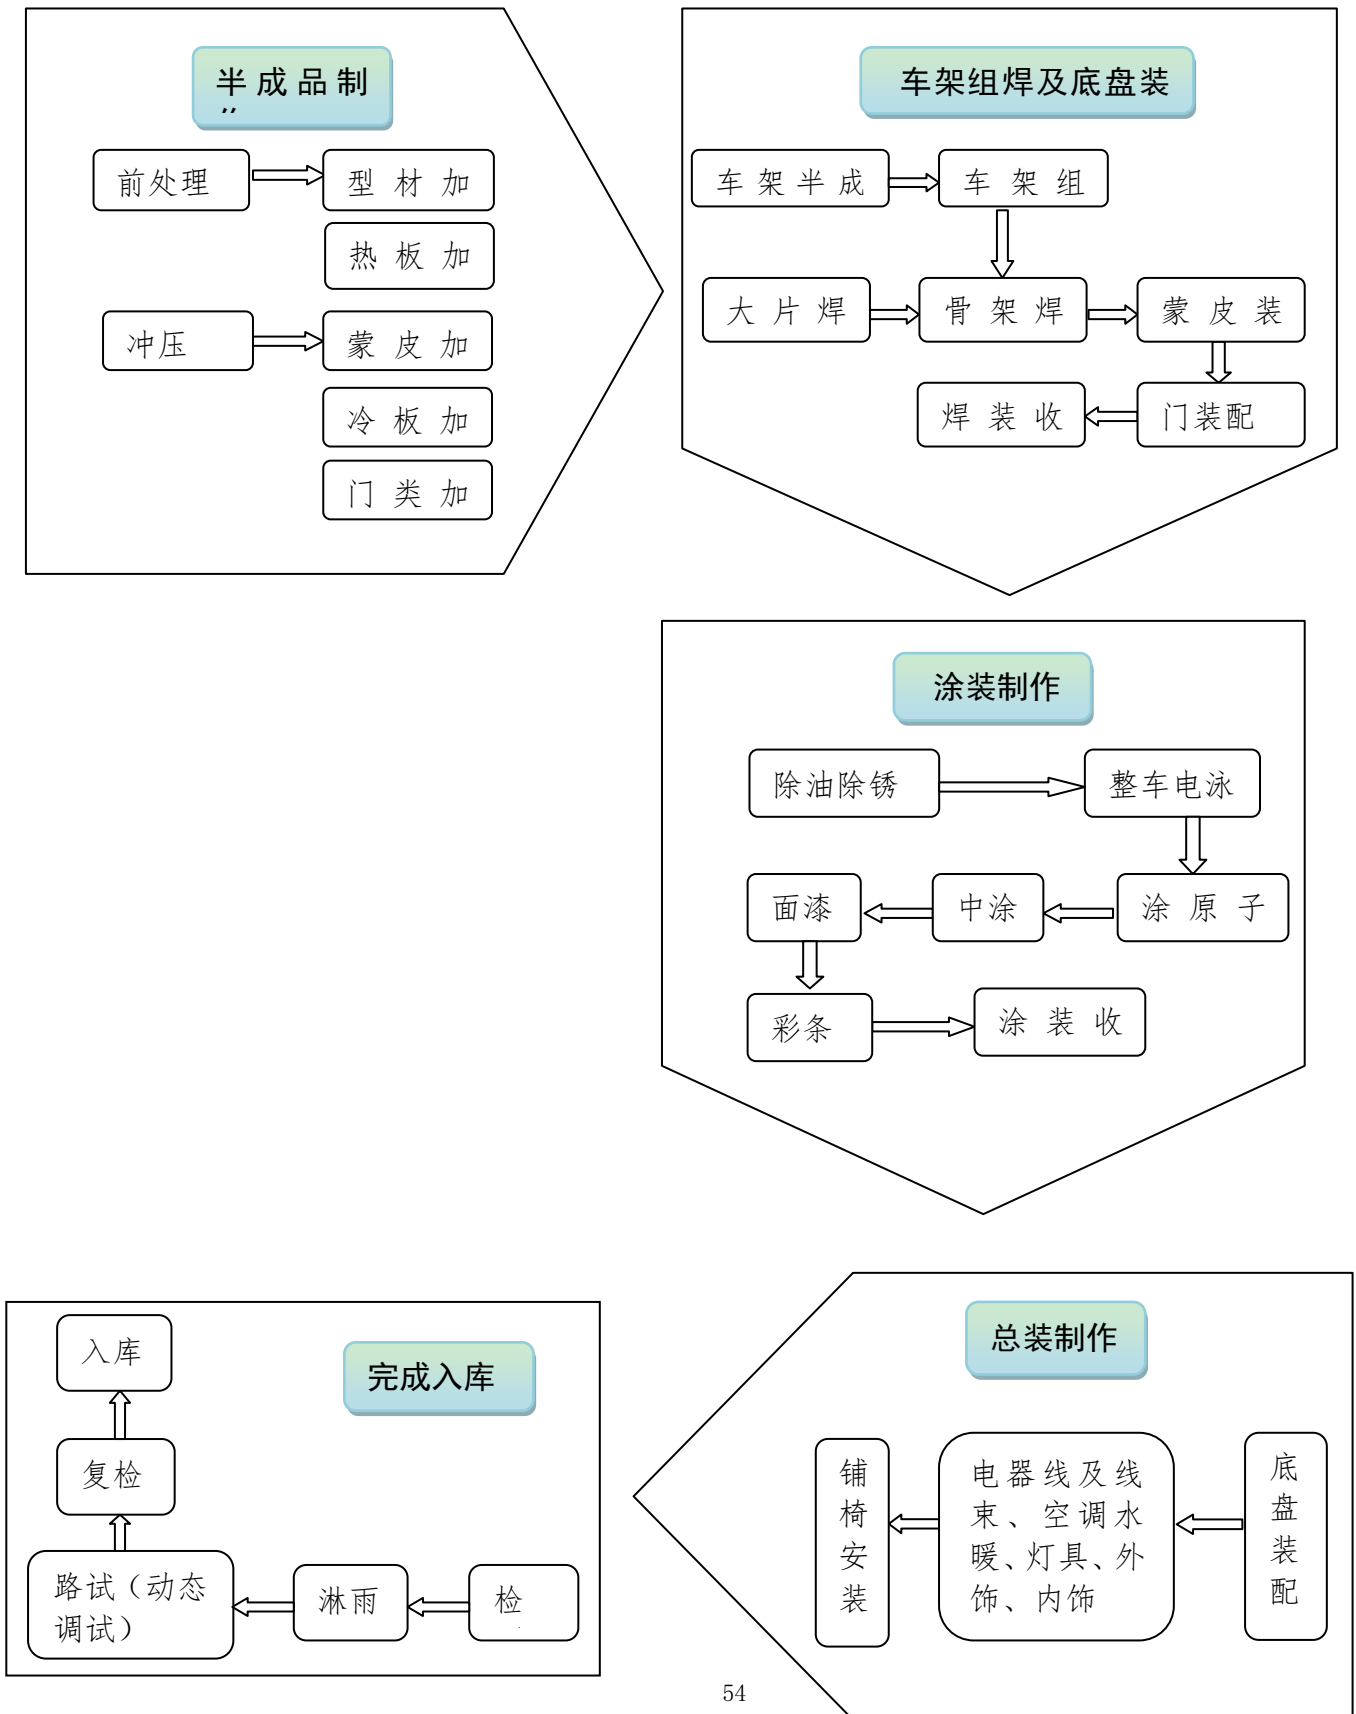 半成品制
前处理
型材加
热板加
冲压
蒙皮加
冷板加
门类加
车架组焊及底盘装
车架半成
车架组
大片焊
骨架焊
蒙皮装
焊装收
门装配
涂装制作
除油除锈
整车电泳
面漆
中涂
涂原子
彩条
涂装收
总装制作
铺椅安装
电器线及线
束、空调水
暖、灯具、外
饰、内饰
底盘装配
完成入库
入库
复检
路试（动态
调试）
淋雨
检
54